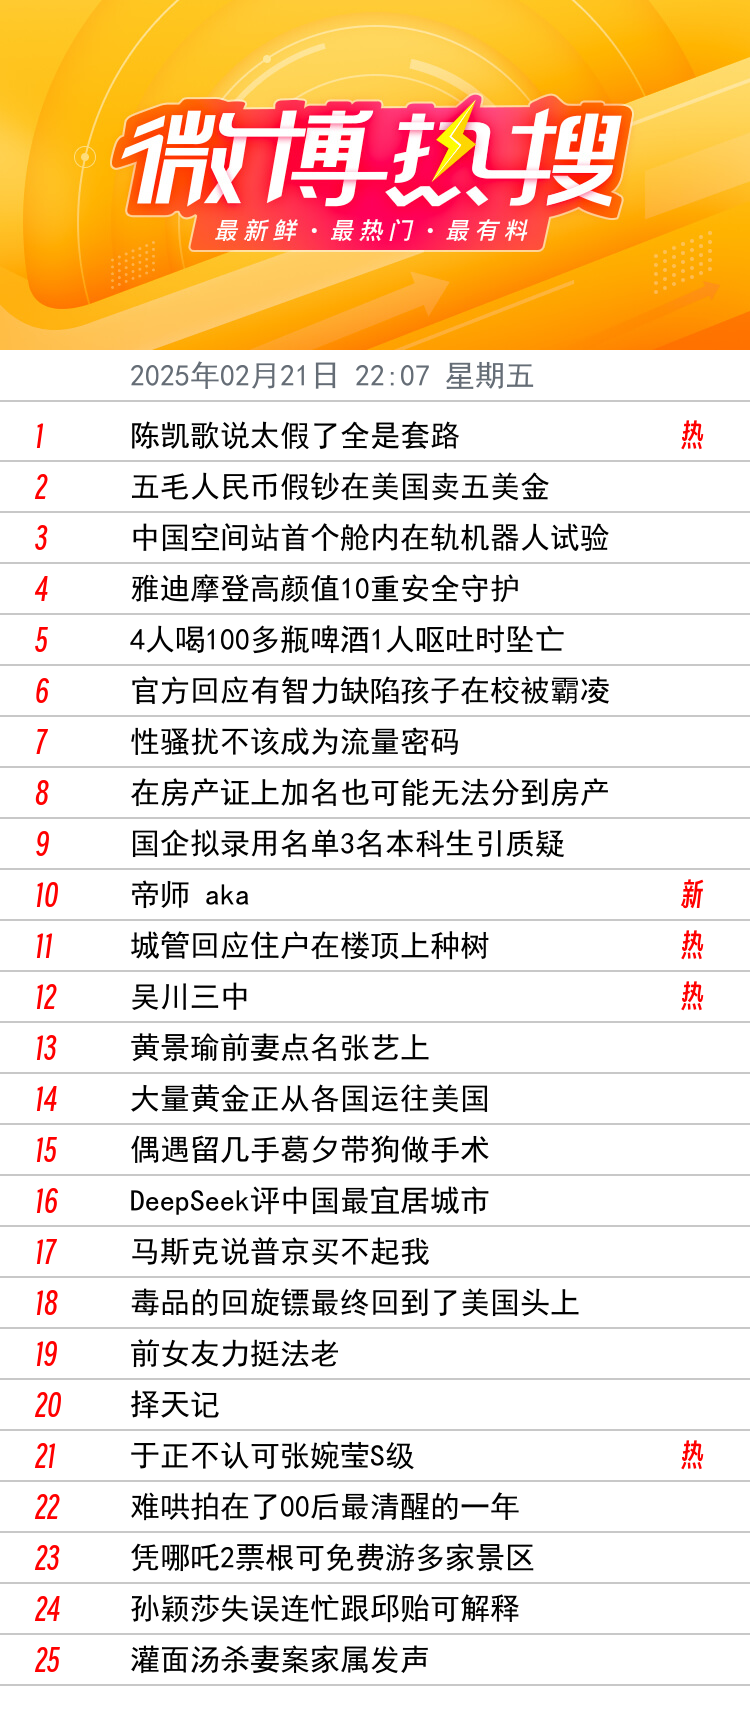 微博热搜
最新鲜·最热门·最有料
2025年02月21日 22:07 星期五
1 陈凯歌说太假了全是套路 热
2 五毛人民币假钞在美国卖五美金
3 中国空间站首个舱内在轨机器人试验
4 雅迪摩登高颜值10重安全守护
5 4人喝100多瓶啤酒1人呕吐时坠亡
6 官方回应有智力缺陷孩子在校被霸凌
7 性骚扰不该成为流量密码
8 在房产证上加名也可能无法分到房产
9 国企拟录用名单3名本科生引质疑
10 帝师 aka 新
11 城管回应住户在楼顶上种树 热
12 吴川三中 热
13 黄景瑜前妻点名张艺上
14 大量黄金正从各国运往美国
15 偶遇留几手葛夕带狗做手术
16 DeepSeek评中国最宜居城市
17 马斯克说普京买不起我
18 毒品的回旋镖最终回到了美国头上
19 前女友力挺法老
20 择天记
21 于正不认可张婉莹S级 热
22 难哄拍在了00后最清醒的一年
23 凭哪吒2票根可免费游多家景区
24 孙颖莎失误连忙跟邱贻可解释
25 灌面汤杀妻案家属发声